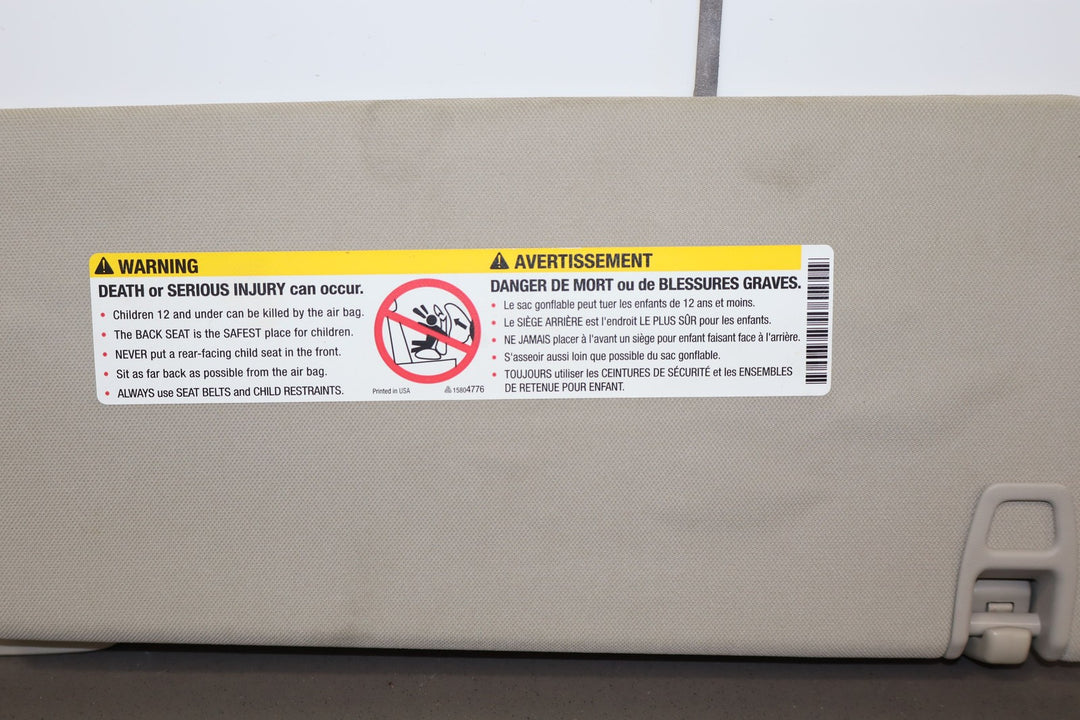 WARNING
DEATH or SERIOUS INJURY can occur.
• Children 12 and under can be killed by the air bag.
• The BACK SEAT is the SAFEST place for children.
• NEVER put a rear-facing child seat in the front.
• Sit as far back as possible from the air bag.
• ALWAYS use SEAT BELTS and CHILD RESTRAINTS.
Printed in USA
15804776
AVERTISSEMENT
DANGER DE MORT ou de BLESSURES GRAVES.
• Le sac gonflable peut tuer les enfants de 12 ans et moins.
• Le SIÈGE ARRIÈRE est l'endroit LE PLUS SÛR pour les enfants.
• NE JAMAIS placer à l'avant un siège pour enfant faisant face à l'arrière.
• S'asseoir aussi loin que possible du sac gonflable.
• TOUJOURS utiliser les CEINTURES DE SÉCURITÉ et les ENSEMBLES
DE RETENUE POUR ENFANT.